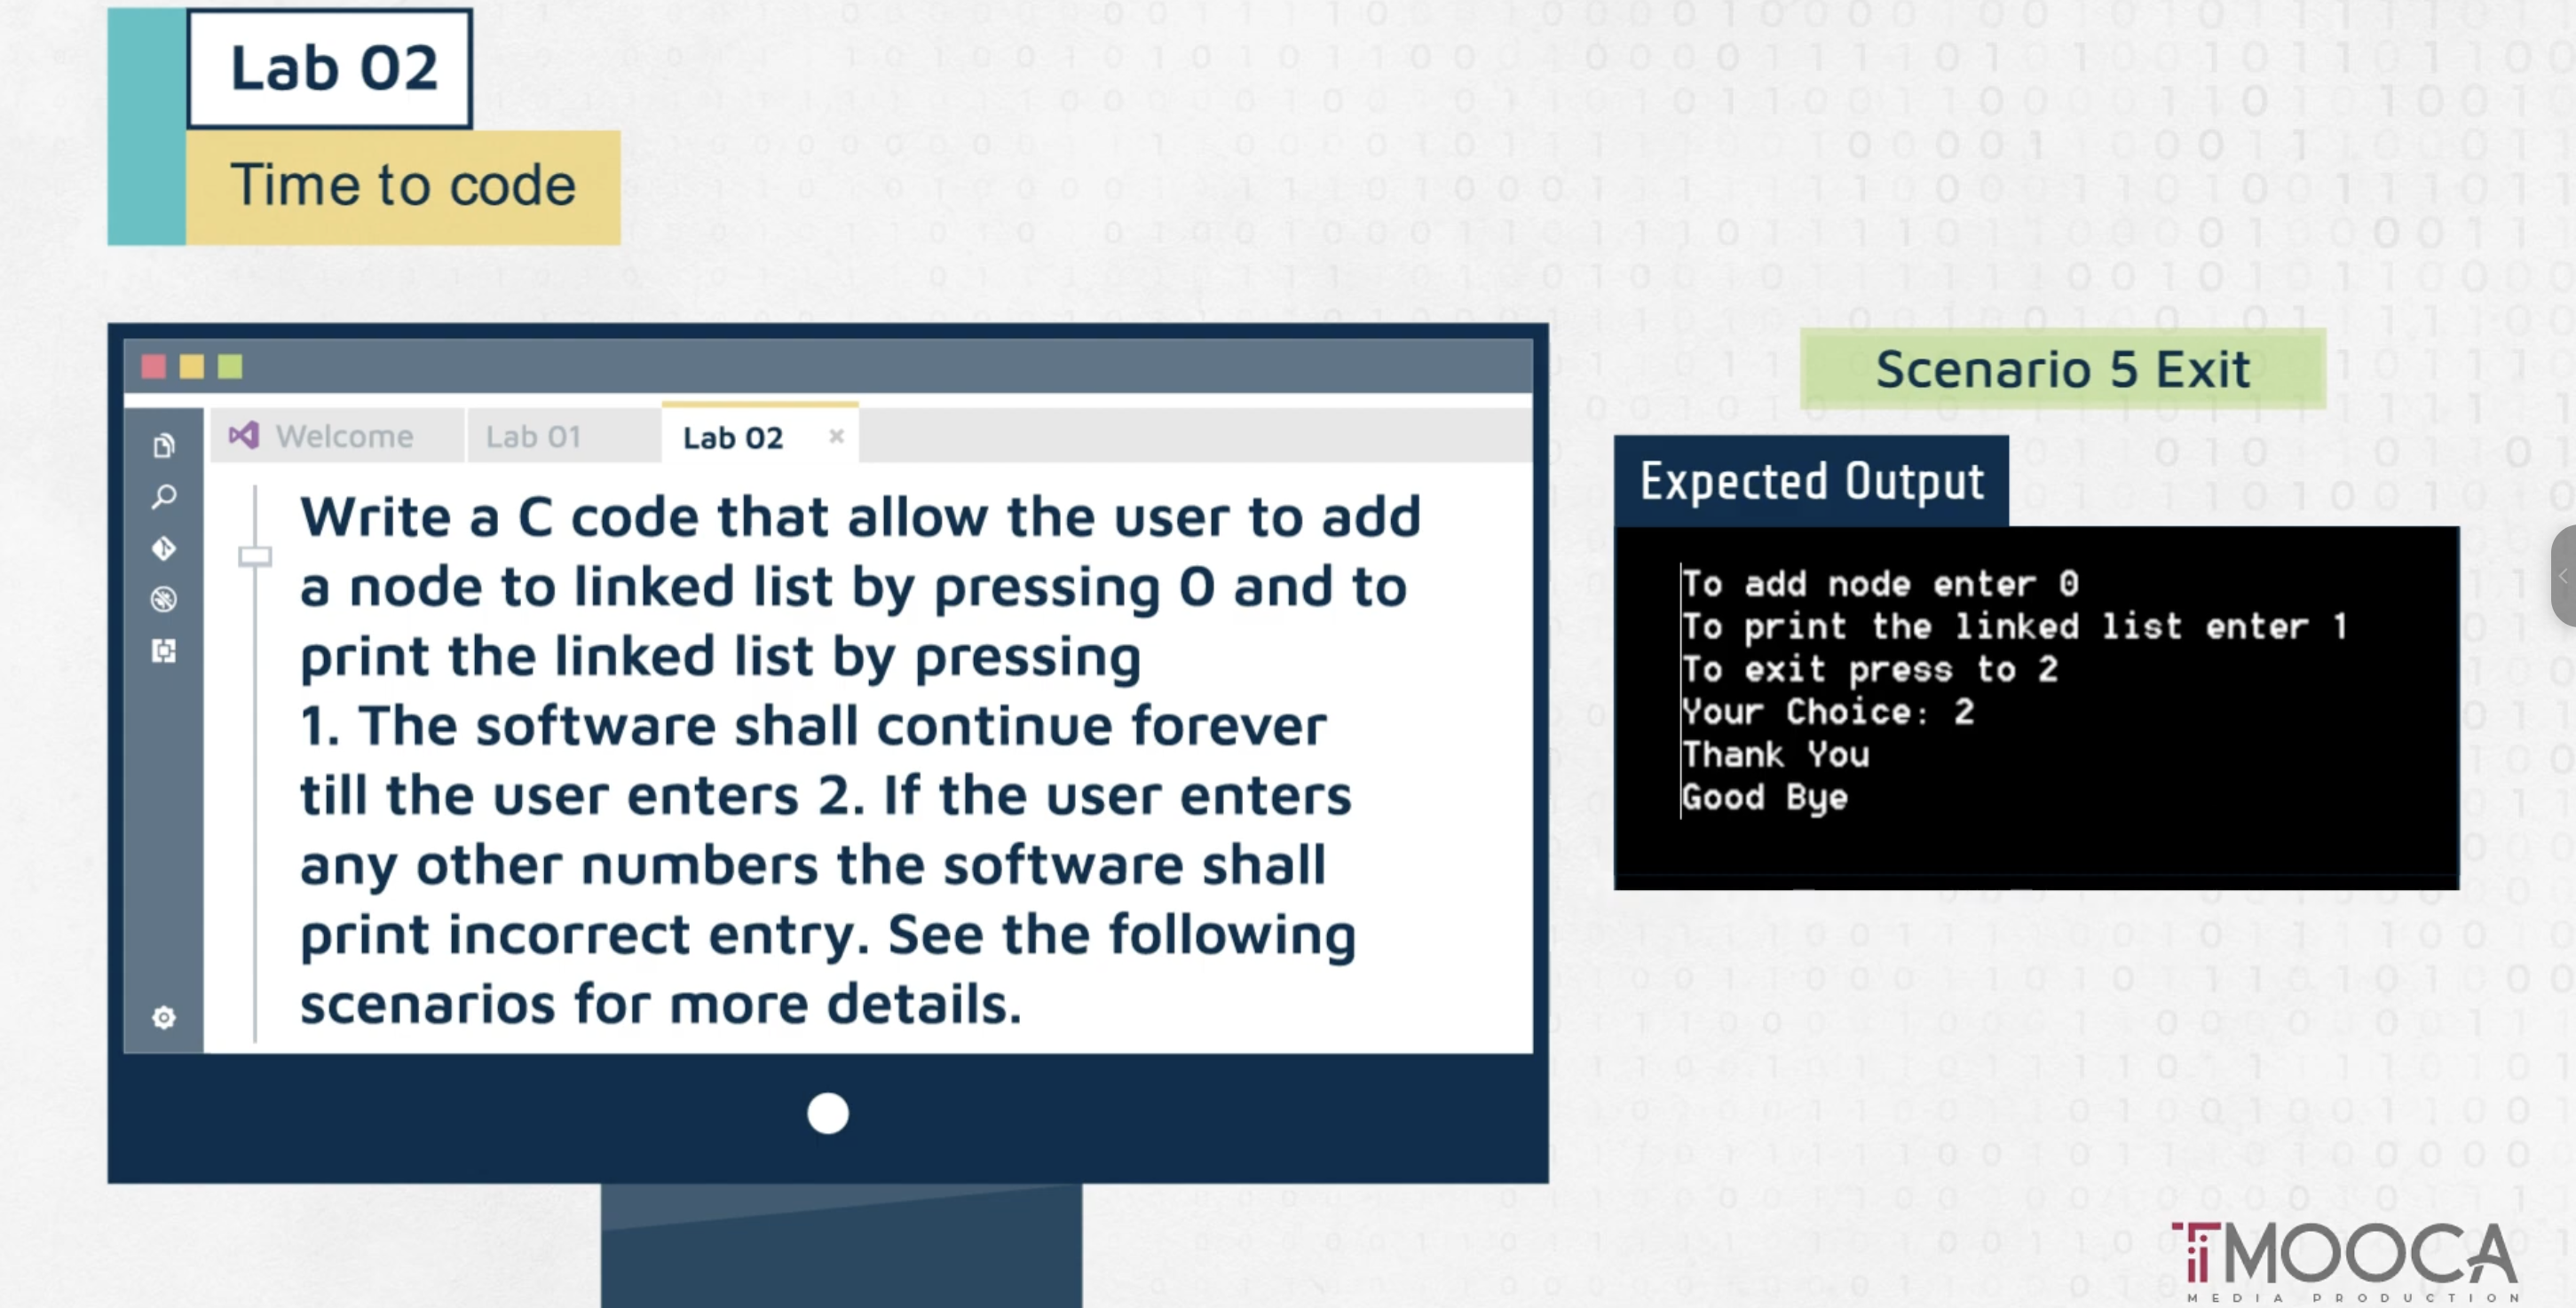 Lab 02
Time to code
Welcome
Lab 01
Lab 02
Write a C code that allow the user to add
a node to linked list by pressing 0 and to
print the linked list by pressing
1. The software shall continue forever
till the user enters 2. If the user enters
any other numbers the software shall
print incorrect entry. See the following
scenarios for more details.
Scenario 5 Exit
Expected Output
To add node enter 0
To print the linked list enter 1
To exit press to 2
Your Choice: 2
Thank You
Good Bye
MOOCA
MEDIA PRODUCTION